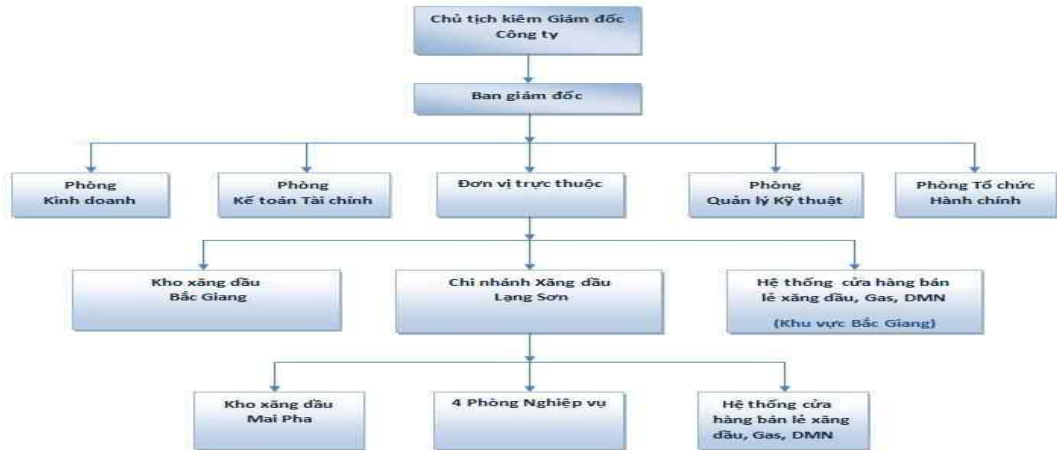 Chủ tịch kiêm Giám đốc
Công ty
Ban giám đốc
Phòng
Kinh doanh
Phòng
Kế toán Tài chính
Đơn vị trực thuộc
Phòng
Quản lý Kỹ thuật
Phòng Tổ chức
Hành chính
Kho xăng dầu
Bắc Giang
Chi nhánh Xăng dầu
Lạng Sơn
Hệ thống cửa hàng bán
lẻ xăng dầu, Gas, DMN
(Khu vực Bắc Giang)
Kho xăng dầu
Mai Pha
4 Phòng Nghiệp vụ
Hệ thống cửa
hàng bán lẻ xăng
dầu, Gas, DMN